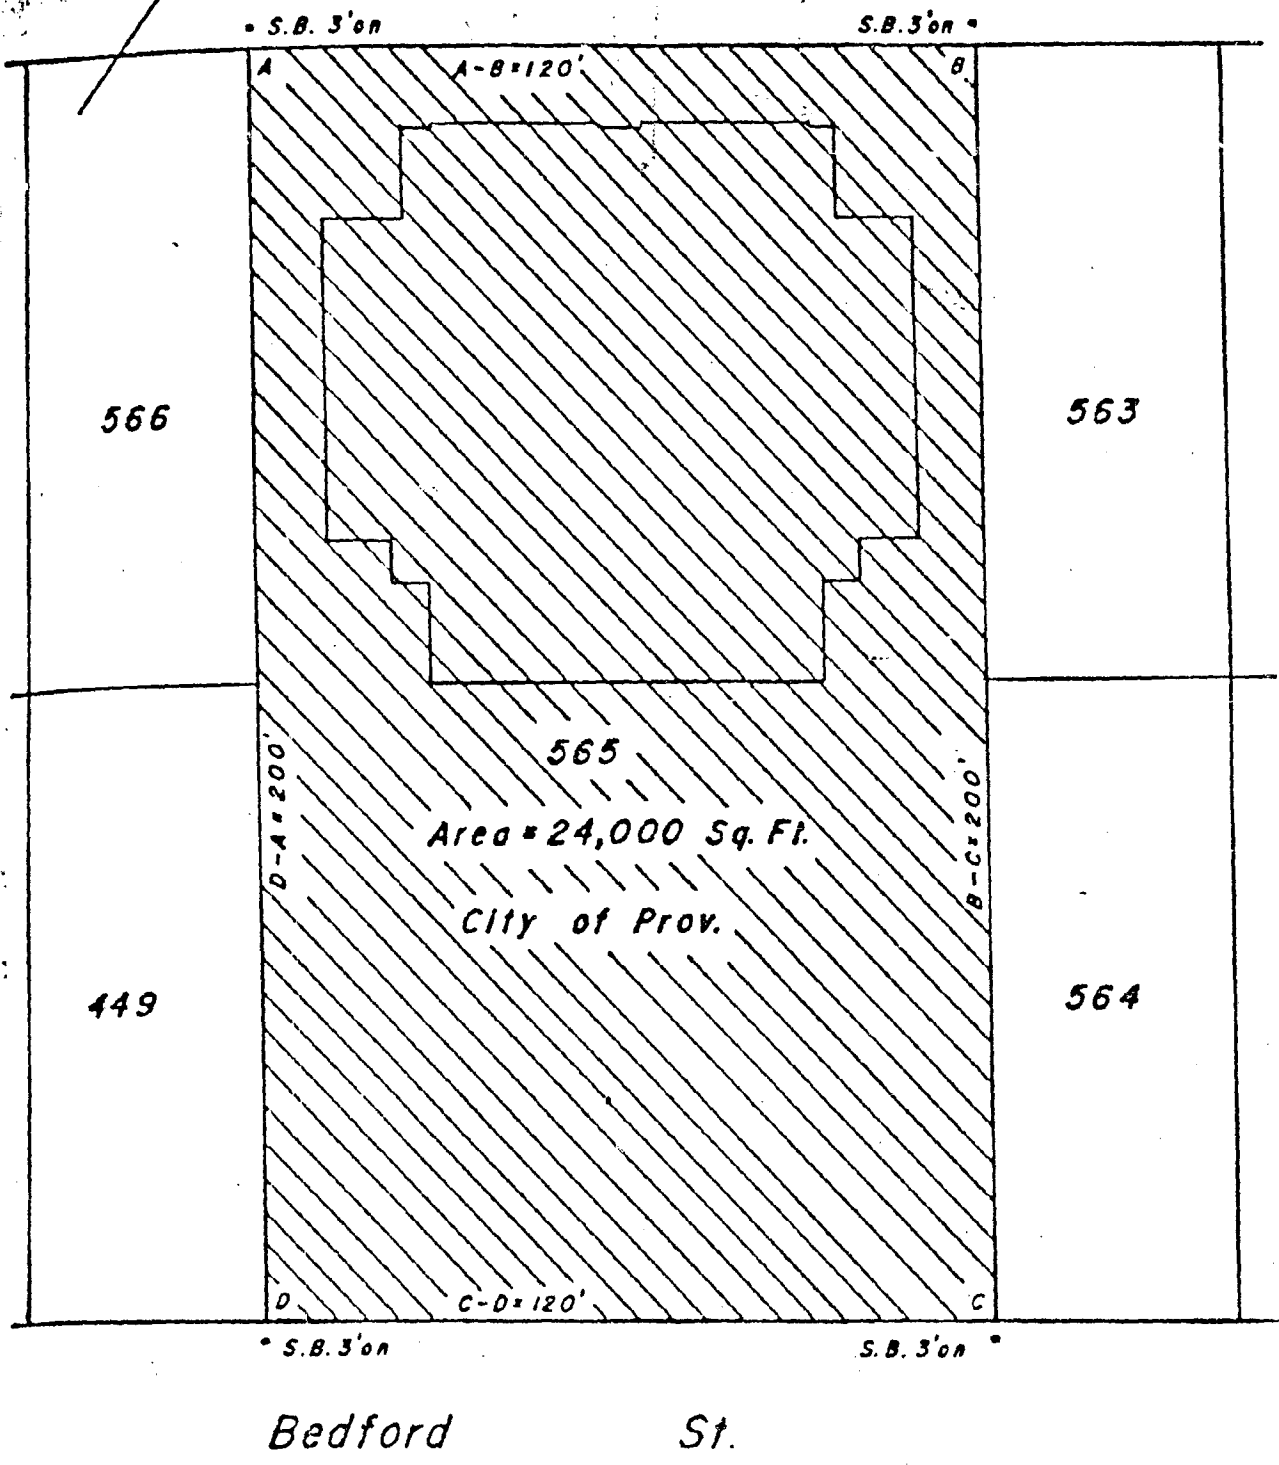 S.B. 3'on S.B. 3'on
A A-B=120' B
566 563
565
D-A=200' B-C=200'
Area=24,000 Sq. Ft.
City of Prov.
449 564
D C-D=120' C
S.B. 3'on S.B. 3'on
Bedford St.